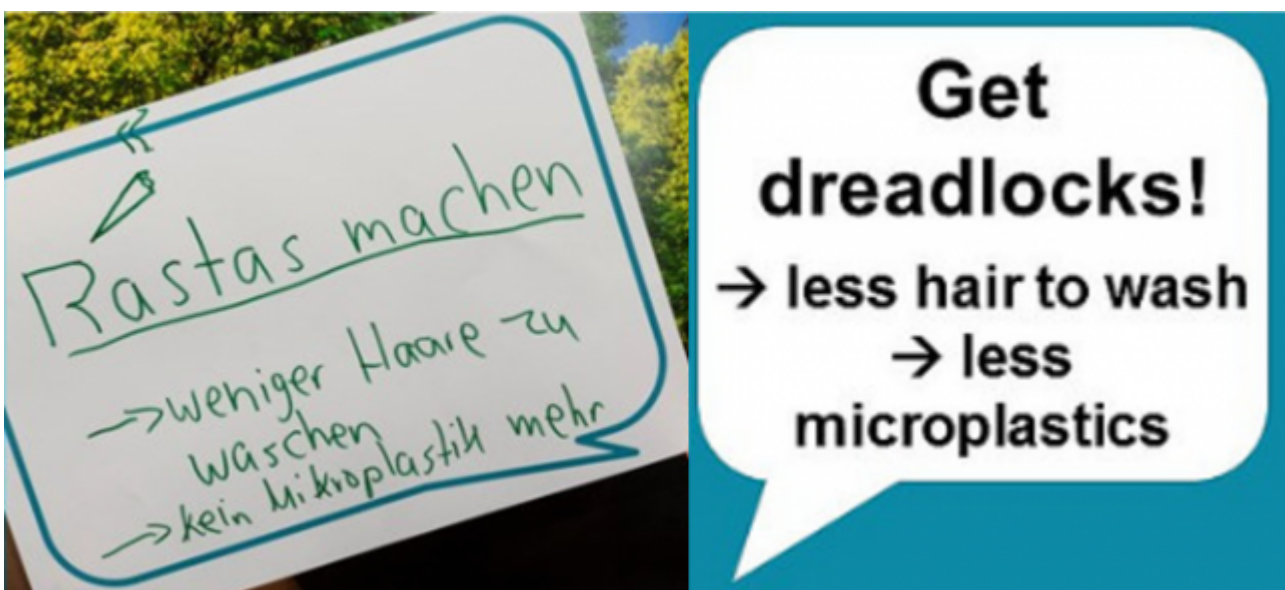 Rastas machen
→ weniger Haare zu
waschen
→ kein Mikroplastik mehr
Get
dreadlocks!
→ less hair to wash
→ less
microplastics